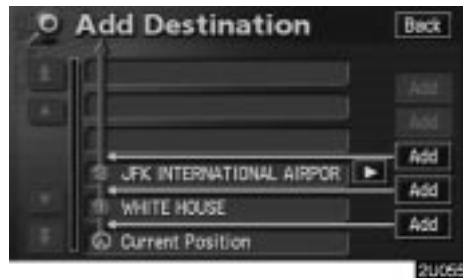 Add Destination
Back
Add
Add
Add
JFK INTERNATIONAL AIRPOR
Add
WHITE HOUSE
Add
Current Position
2U055